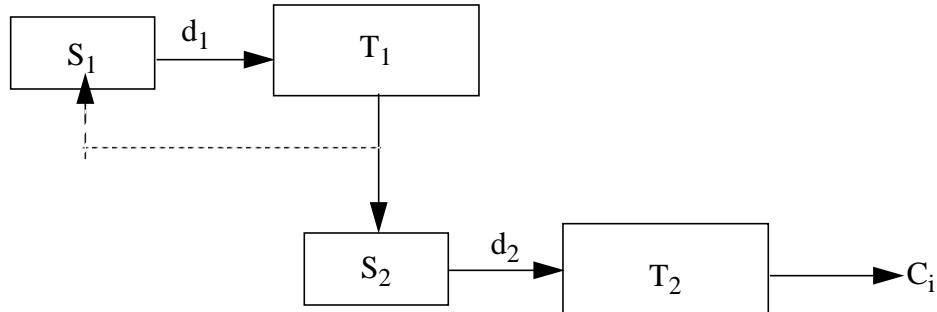 S₁
d₁
T₁
S₂
d₂
T₂
Cᵢ